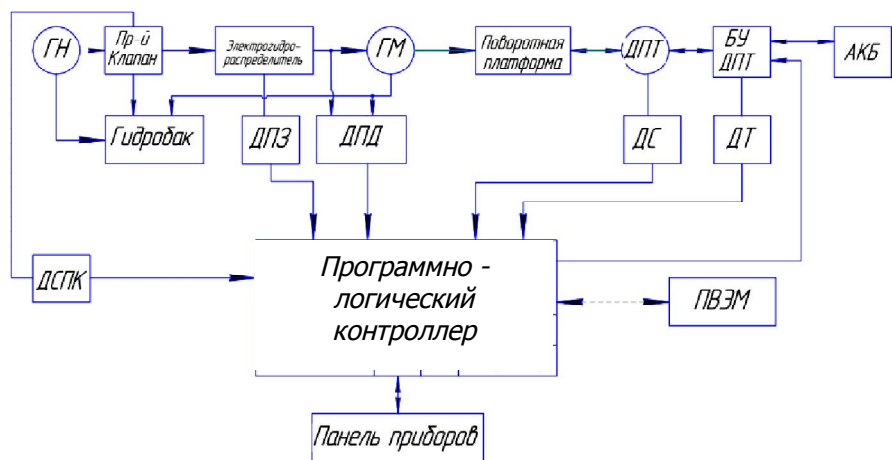 ГН
Пр-й
Клапан
Электрогидро-
распределитель
ГМ
Поворотная
платформа
ДПТ
БУ
ДПТ
АКБ
Гидробак
ДПЗ
ДПД
ДС
ДТ
ДСПК
Программно -
логический
контроллер
ПВЭМ
Панель приборов